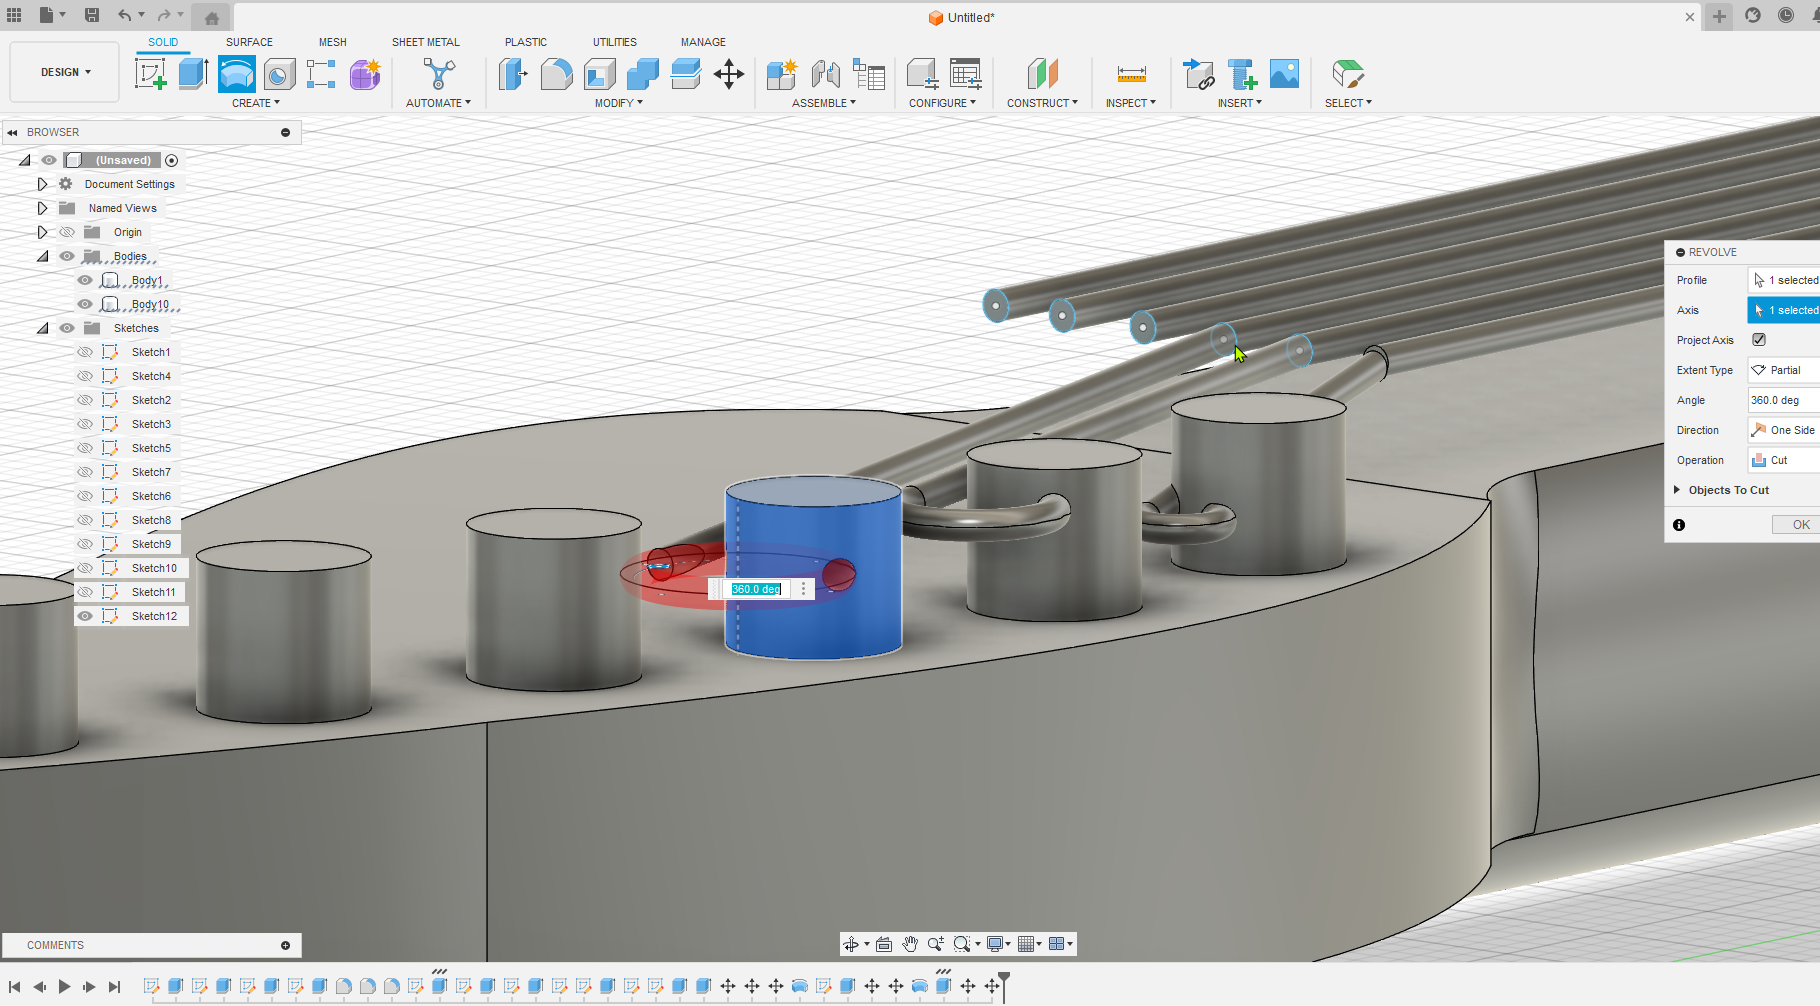 Untitled*
SOLID SURFACE MESH SHEET METAL PLASTIC UTILITIES MANAGE
DESIGN
CREATE AUTOMATE MODIFY ASSEMBLE CONFIGURE CONSTRUCT INSPECT INSERT SELECT
BROWSER
(Unsaved)
Document Settings
Named Views
Origin
Bodies
Body1
Body10
Sketches
Sketch1
Sketch4
Sketch2
Sketch3
Sketch5
Sketch7
Sketch6
Sketch8
Sketch9
Sketch10
Sketch11
Sketch12
360.0 deg
REVOLVE
Profile 1 selected
Axis 1 selected
Project Axis
Extent Type Partial
Angle 360.0 deg
Direction One Side
Operation Cut
Objects To Cut
OK
COMMENTS